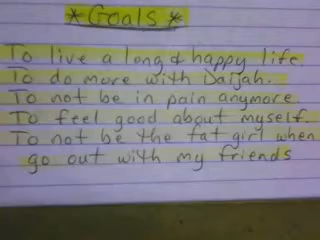 *Goals*
To live a long & happy life.
To do more with Daijah.
To not be in pain anymore
To feel good about myself.
To not be the fat girl when
go out with my friends